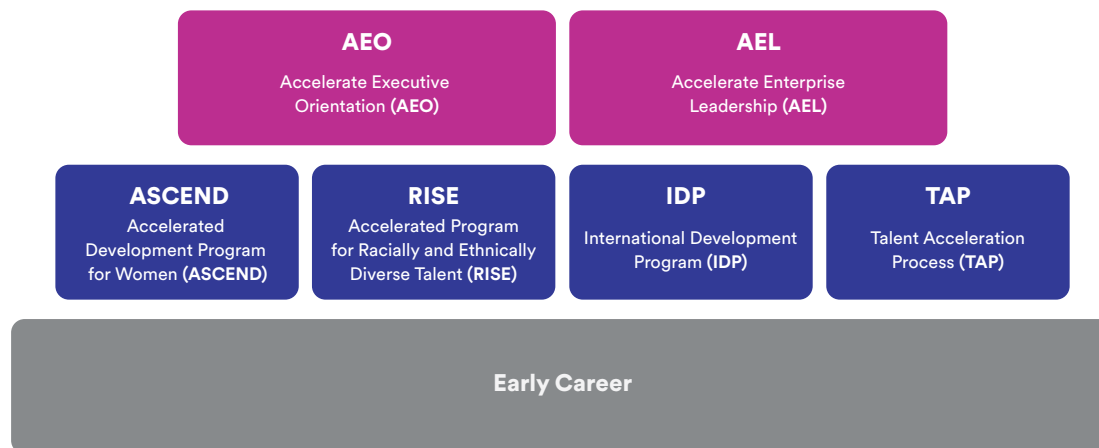 AEO
Accelerate Executive
Orientation (AEO)
AEL
Accelerate Enterprise
Leadership (AEL)
ASCEND
Accelerated
Development Program
for Women (ASCEND)
RISE
Accelerated Program
for Racially and Ethnically
Diverse Talent (RISE)
IDP
International Development
Program (IDP)
TAP
Talent Acceleration
Process (TAP)
Early Career